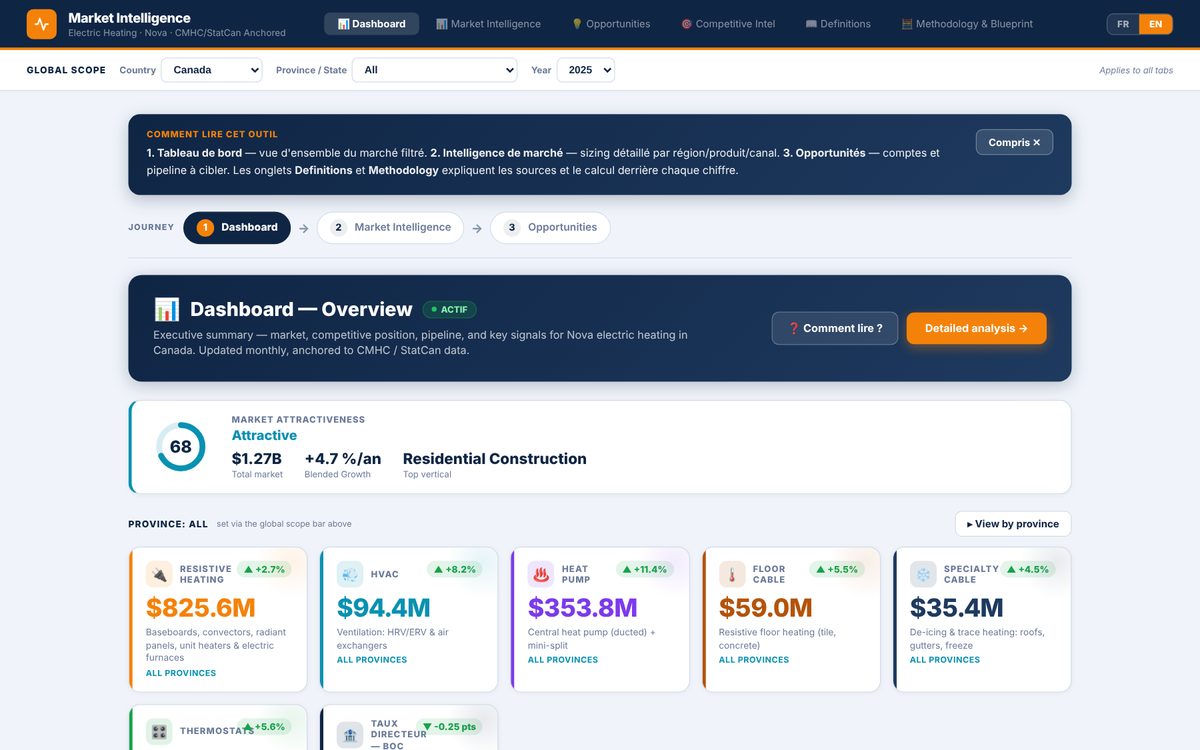 Market Intelligence
Electric Heating · Nova · CMHC/StatCan Anchored
📊 Dashboard
📊 Market Intelligence
💡 Opportunities
🎯 Competitive Intel
📖 Definitions
🧮 Methodology & Blueprint
FR EN
GLOBAL SCOPE Country Canada Province / State All Year 2025 Applies to all tabs
COMMENT LIRE CET OUTIL
1. Tableau de bord — vue d'ensemble du marché filtré. 2. Intelligence de marché — sizing détaillé par région/produit/canal. 3. Opportunités — comptes et
pipeline à cibler. Les onglets Definitions et Methodology expliquent les sources et le calcul derrière chaque chiffre.
Compris ✕
JOURNEY 1 Dashboard → 2 Market Intelligence → 3 Opportunities
📊 Dashboard — Overview ACTIF
Executive summary — market, competitive position, pipeline, and key signals for Nova electric heating in
Canada. Updated monthly, anchored to CMHC / StatCan data.
❓ Comment lire ?
Detailed analysis →
68
MARKET ATTRACTIVENESS
Attractive
$1.27B +4.7 %/an Residential Construction
Total market Blended Growth Top vertical
PROVINCE: ALL set via the global scope bar above
▸ View by province
RESISTIVE
HEATING
▲ +2.7%
$825.6M
Baseboards, convectors, radiant
panels, unit heaters & electric
furnaces
ALL PROVINCES
HVAC
▲ +8.2%
$94.4M
Ventilation: HRV/ERV & air
exchangers
ALL PROVINCES
HEAT
PUMP
▲ +11.4%
$353.8M
Central heat pump (ducted) +
mini-split
ALL PROVINCES
FLOOR
CABLE
▲ +5.5%
$59.0M
Resistive floor heating (tile,
concrete)
ALL PROVINCES
SPECIALTY
CABLE
▲ +4.5%
$35.4M
De-icing & trace heating: roofs,
gutters, freeze
ALL PROVINCES
THERMOSTATS
▲ +5.6%
TAUX
DIRECTEUR
— BOC
▼ -0.25 pts